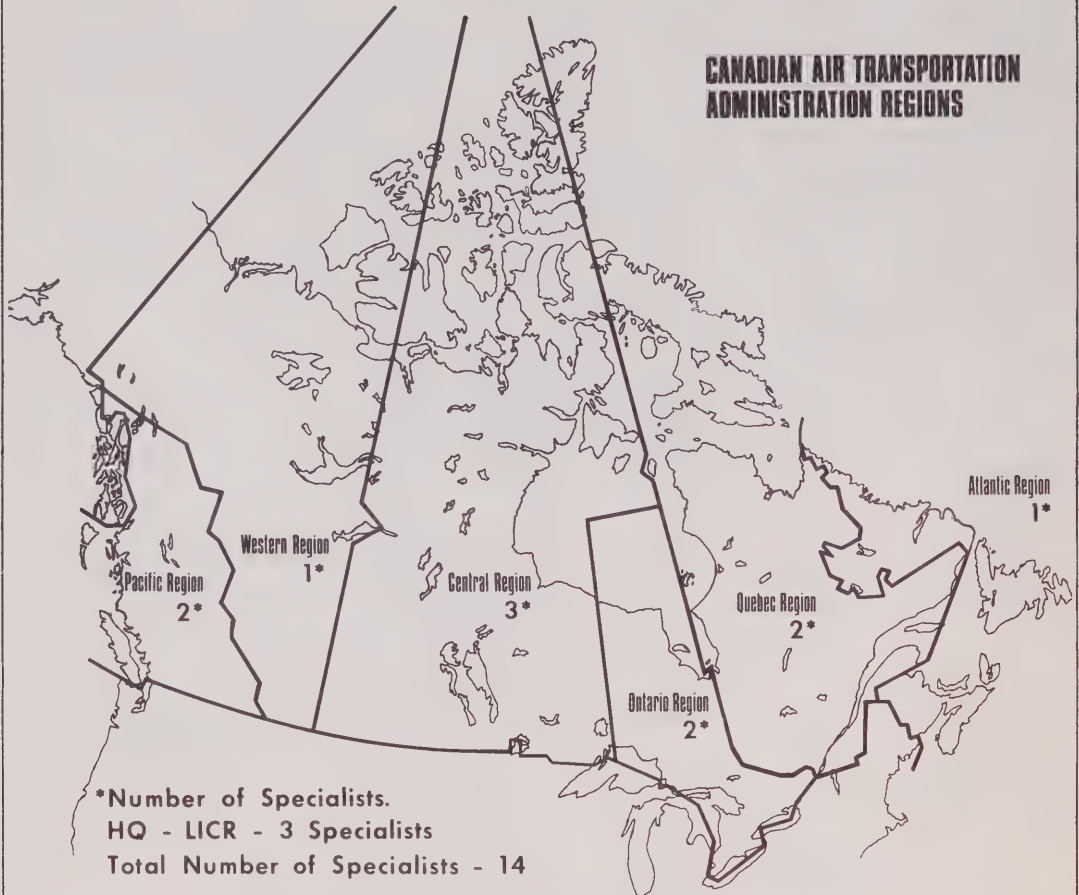 CANADIAN AIR TRANSPORTATION
ADMINISTRATION REGIONS
Atlantic Region
1*
Western Region
1*
Pacific Region
2*
Central Region
3*
Quebec Region
2*
Ontario Region
2*
*Number of Specialists.
HQ - LICR - 3 Specialists
Total Number of Specialists - 14